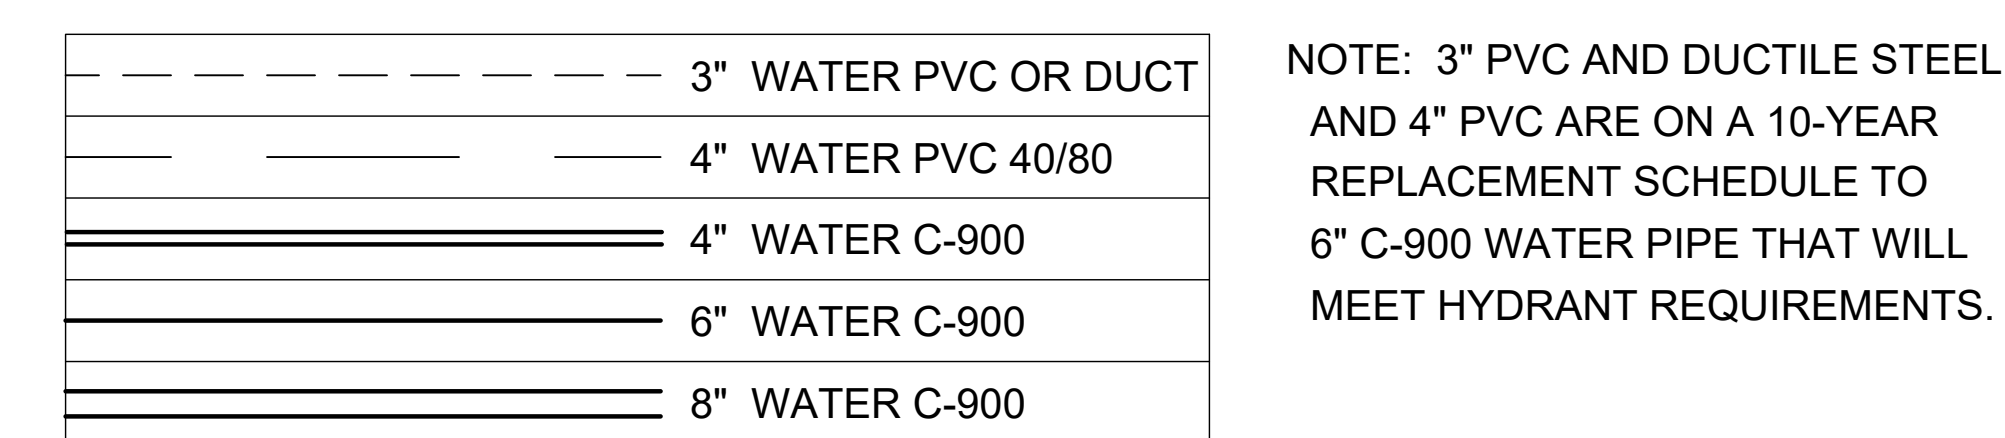 3" WATER PVC OR DUCT
4" WATER PVC 40/80
4" WATER C-900
6" WATER C-900
8" WATER C-900
NOTE: 3" PVC AND DUCTILE STEEL
AND 4" PVC ARE ON A 10-YEAR
REPLACEMENT SCHEDULE TO
6" C-900 WATER PIPE THAT WILL
MEET HYDRANT REQUIREMENTS.